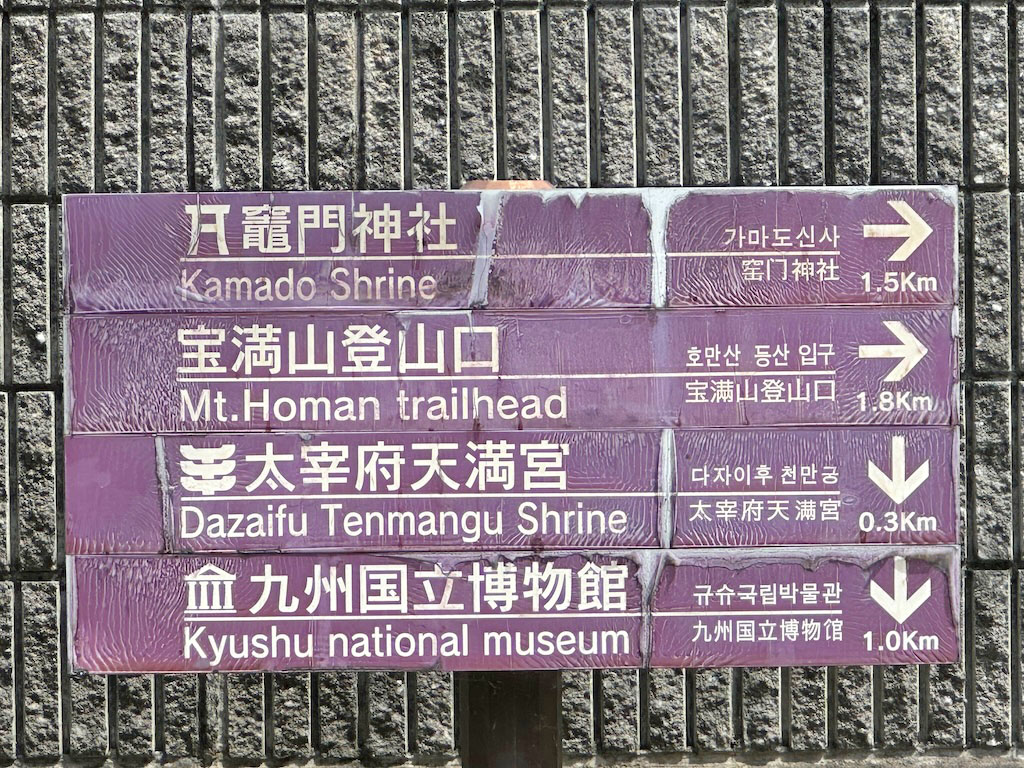 竈門神社
Kamado Shrine
가마도신사
窑门神社
1.5Km
宝満山登山口
Mt.Homan trailhead
호만산 등산 입구
宝满山登山口
1.8Km
太宰府天満宮
Dazaifu Tenmangu Shrine
다자이후 천만궁
太宰府天滿宮
0.3Km
九州国立博物館
Kyushu national museum
규슈국립박물관
九州国立博物馆
1.0Km